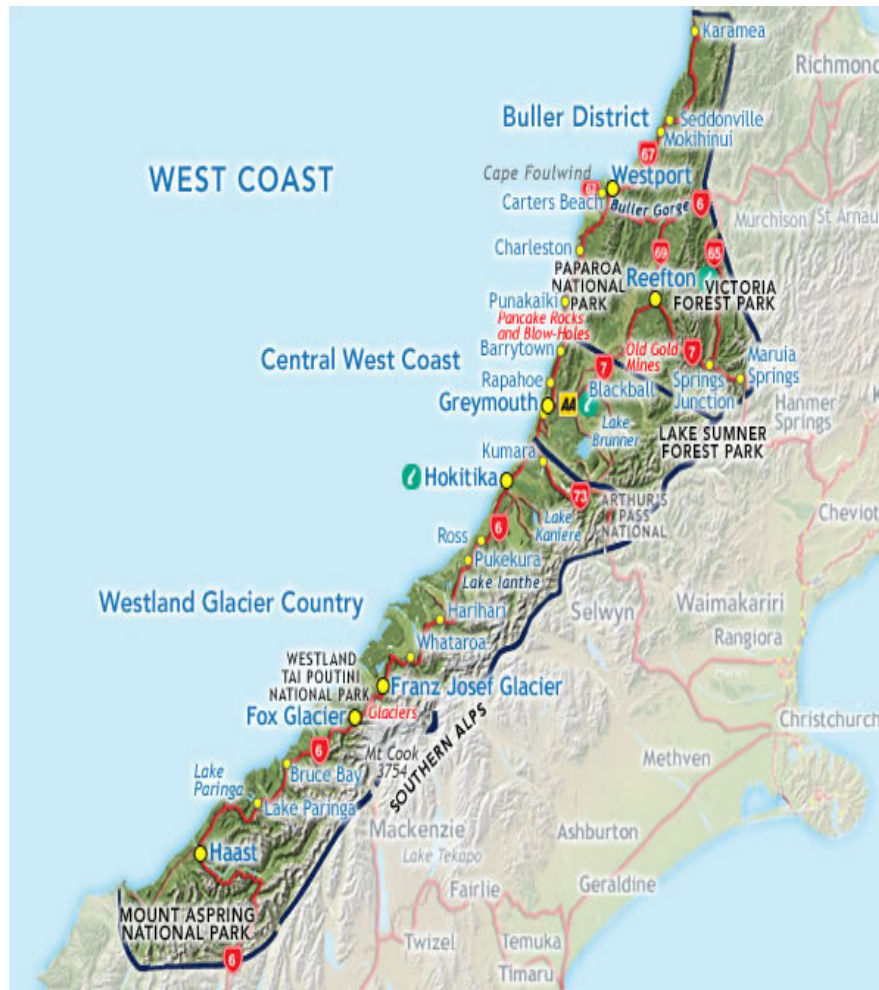 Karamea
Richmond
Buller District
Seddonville
Mokihinui
67
WEST COAST
Cape Foulwind
67
Westport
Carters Beach
Buller Gorge
6
Murchison
St Arnau
Charleston
69
65
PAPAROA
NATIONAL
PARK
Reefton
VICTORIA
FOREST PARK
Punakaiki
Pancake Rocks
and Blow-Holes
Barrytown
Old Gold
Mines
7
7
Maruia
Springs
Central West Coast
Rapahoe
Blackball
Springs
Junction
Greymouth
AA
Hanmer
Springs
Lake
Brunner
LAKE SUMNER
FOREST PARK
Kumara
Hokitika
73
ARTHUR'S
PASS
NATIONAL
Lake
Kaniere
6
Cheviot
Ross
Pukekura
Lake Ianthe
Westland Glacier Country
Harihari
Selwyn
Waimakariri
Rangiora
Whataroa
WESTLAND
TAI POUTINI
NATIONAL PARK
Franz Josef Glacier
Fox Glacier
Glaciers
Christchurch
6
Mt Cook
3754
SOUTHERN ALPS
Methven
Lake
Paringa
Bruce Bay
Lake Paringa
Mackenzie
Ashburton
Haast
Lake Tekapo
Fairlie
Geraldine
MOUNT ASPRING
NATIONAL PARK
6
Twizel
Temuka
Timaru